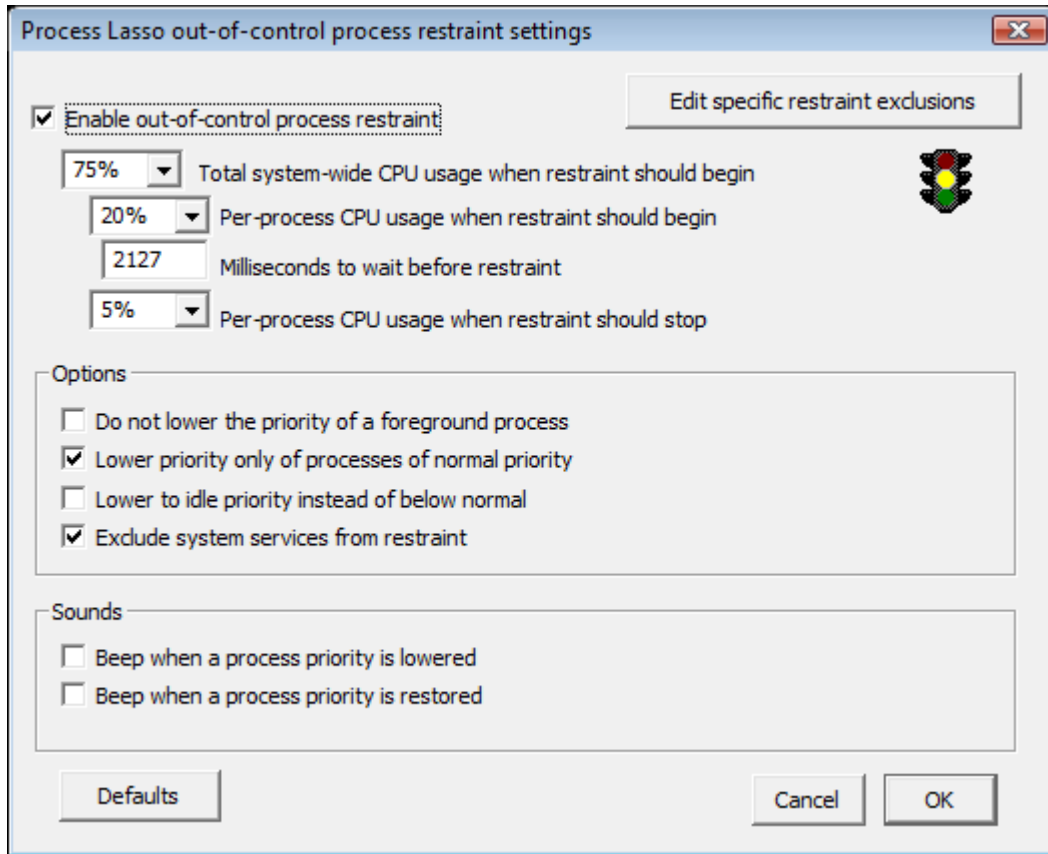 Process Lasso out-of-control process restraint settings
Edit specific restraint exclusions
Enable out-of-control process restraint
75% Total system-wide CPU usage when restraint should begin
20% Per-process CPU usage when restraint should begin
2127 Milliseconds to wait before restraint
5% Per-process CPU usage when restraint should stop
Options
Do not lower the priority of a foreground process
Lower priority only of processes of normal priority
Lower to idle priority instead of below normal
Exclude system services from restraint
Sounds
Beep when a process priority is lowered
Beep when a process priority is restored
Defaults Cancel OK